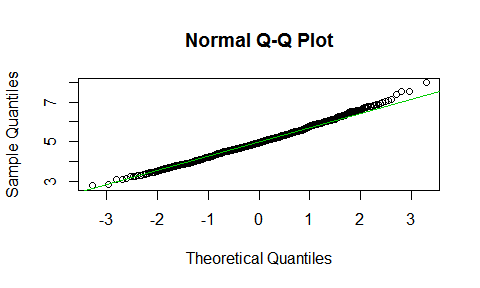 Normal Q-Q Plot
Sample Quantiles
7
5
3
-3 -2 -1 0 1 2 3
Theoretical Quantiles